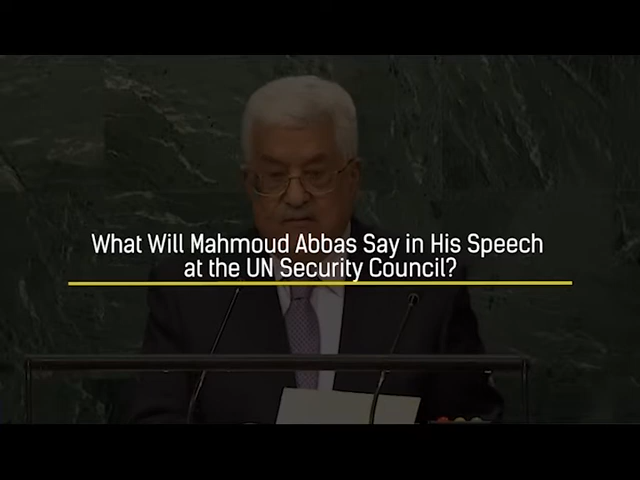 What Will Mahmoud Abbas Say in His Speech
at the UN Security Council?